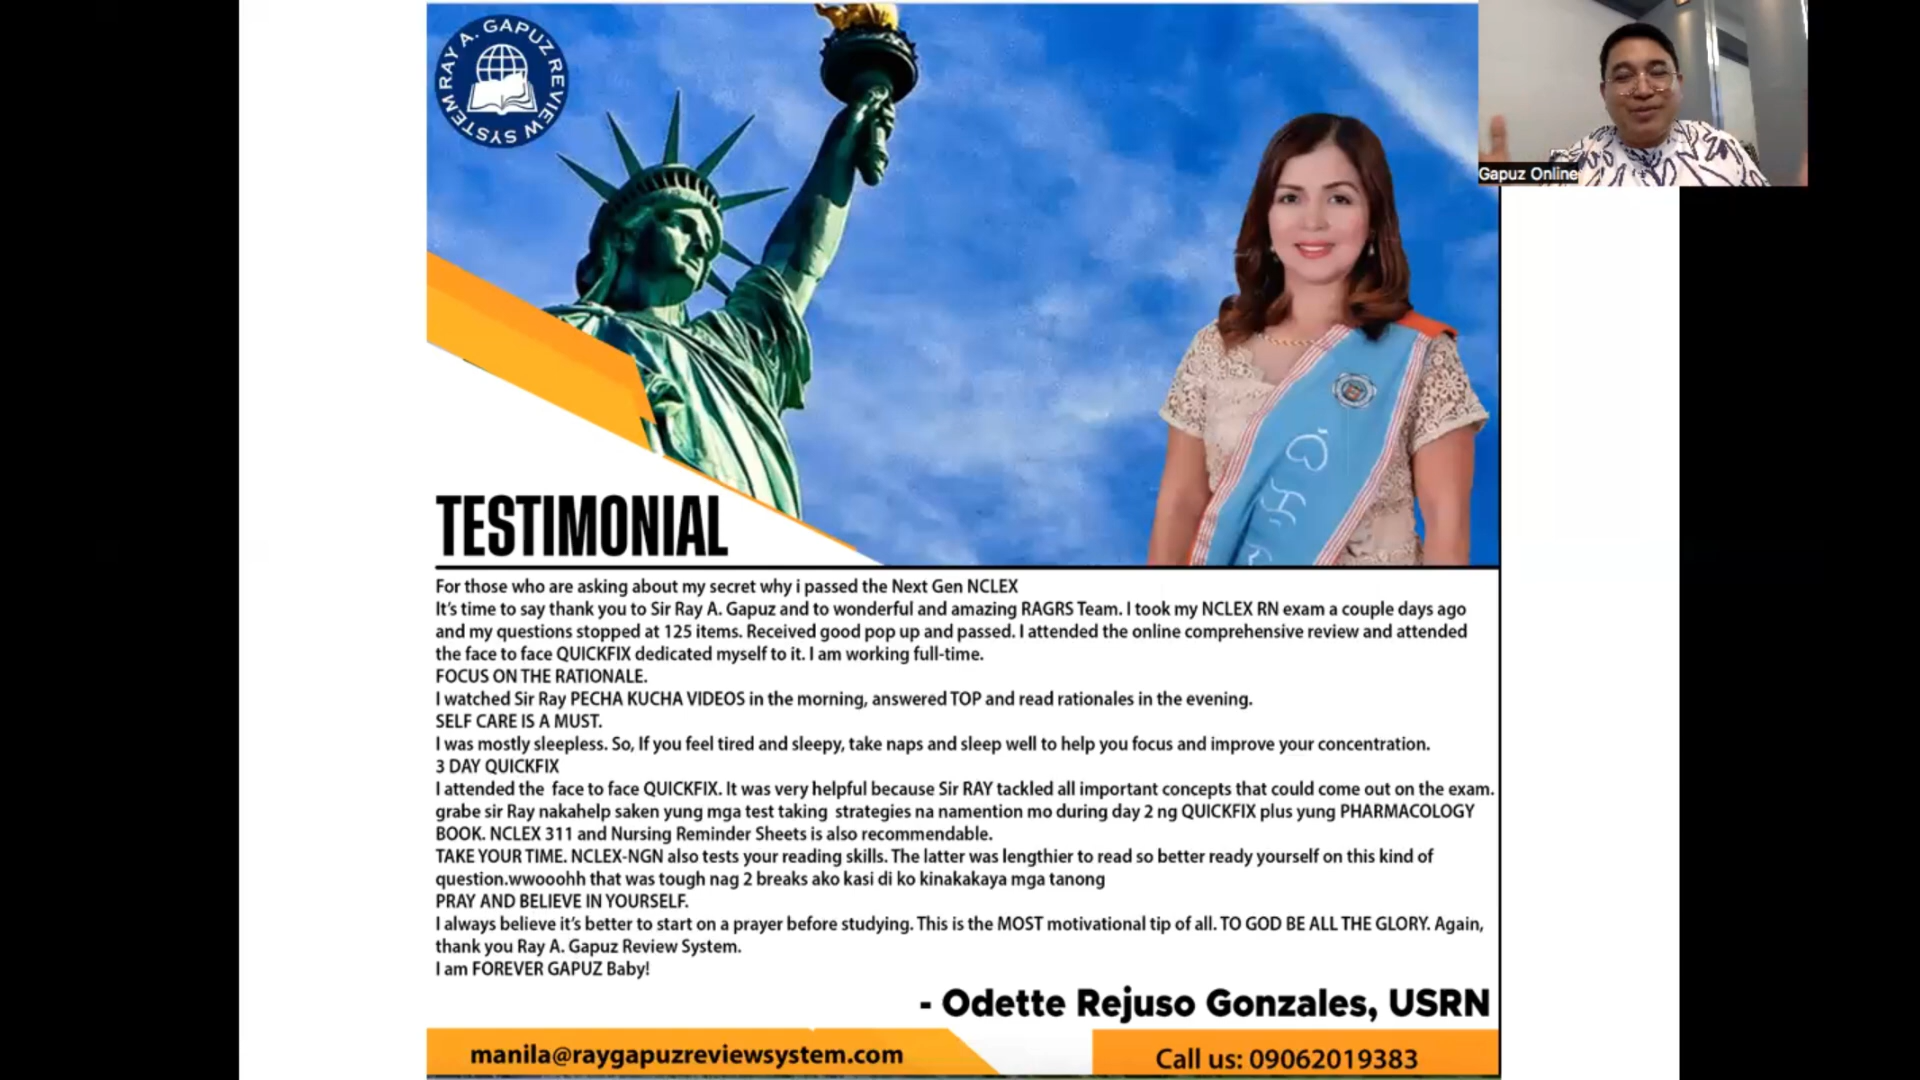 RAY A. GAPUZ REVIEW SYSTEM
Gapuz Online
TESTIMONIAL
For those who are asking about my secret why i passed the Next Gen NCLEX
It's time to say thank you to Sir Ray A. Gapuz and to wonderful and amazing RAGRS Team. I took my NCLEX RN exam a couple days ago
and my questions stopped at 125 items. Received good pop up and passed. I attended the online comprehensive review and attended
the face to face QUICKFIX dedicated myself to it. I am working full-time.
FOCUS ON THE RATIONALE.
I watched Sir Ray PECHA KUCHA VIDEOS in the morning, answered TOP and read rationales in the evening.
SELF CARE IS A MUST.
I was mostly sleepless. So, If you feel tired and sleepy, take naps and sleep well to help you focus and improve your concentration.
3 DAY QUICKFIX
I attended the face to face QUICKFIX. It was very helpful because Sir RAY tackled all important concepts that could come out on the exam.
grabe sir Ray nakahelp saken yung mga test taking strategies na namention mo during day 2 ng QUICKFIX plus yung PHARMACOLOGY
BOOK. NCLEX 311 and Nursing Reminder Sheets is also recommendable.
TAKE YOUR TIME. NCLEX-NGN also tests your reading skills. The latter was lengthier to read so better ready yourself on this kind of
question.wwooohh that was tough nag 2 breaks ako kasi di ko kinakakaya mga tanong
PRAY AND BELIEVE IN YOURSELF.
I always believe it's better to start on a prayer before studying. This is the MOST motivational tip of all. TO GOD BE ALL THE GLORY. Again,
thank you Ray A. Gapuz Review System.
I am FOREVER GAPUZ Baby!
- Odette Rejuso Gonzales, USRN
manila@raygapuzreviewsystem.com
Call us: 09062019383